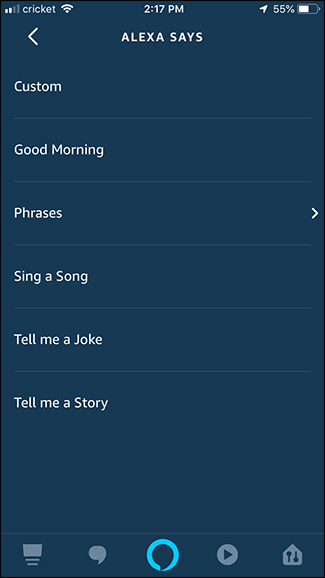 cricket 2:17 PM 55%
ALEXA SAYS
Custom
Good Morning
Phrases
Sing a Song
Tell me a Joke
Tell me a Story